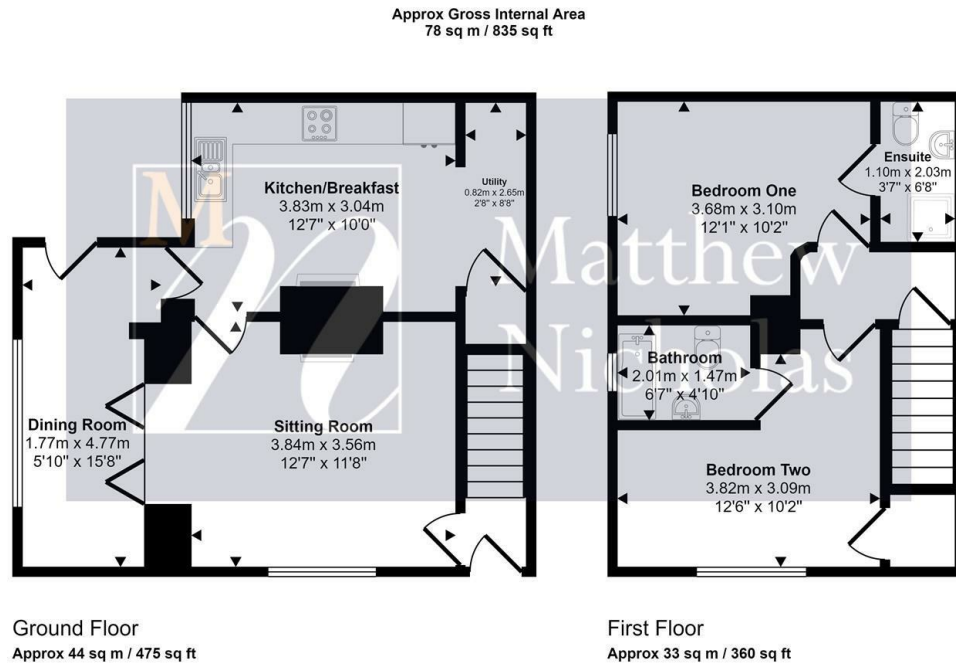 Approx Gross Internal Area
78 sq m / 835 sq ft
Kitchen/Breakfast
3.83m x 3.04m
12'7" x 10'0"
Utility
0.82m x 2.65m
2'8" x 8'8"
Dining Room
1.77m x 4.77m
5'10" x 15'8"
Sitting Room
3.84m x 3.56m
12'7" x 11'8"
Bedroom One
3.68m x 3.10m
12'1" x 10'2"
Ensuite
1.10m x 2.03m
3'7" x 6'8"
Bathroom
2.01m x 1.47m
6'7" x 4'10"
Bedroom Two
3.82m x 3.09m
12'6" x 10'2"
M
n
Matthew
Nicholas
Ground Floor
Approx 44 sq m / 475 sq ft
First Floor
Approx 33 sq m / 360 sq ft